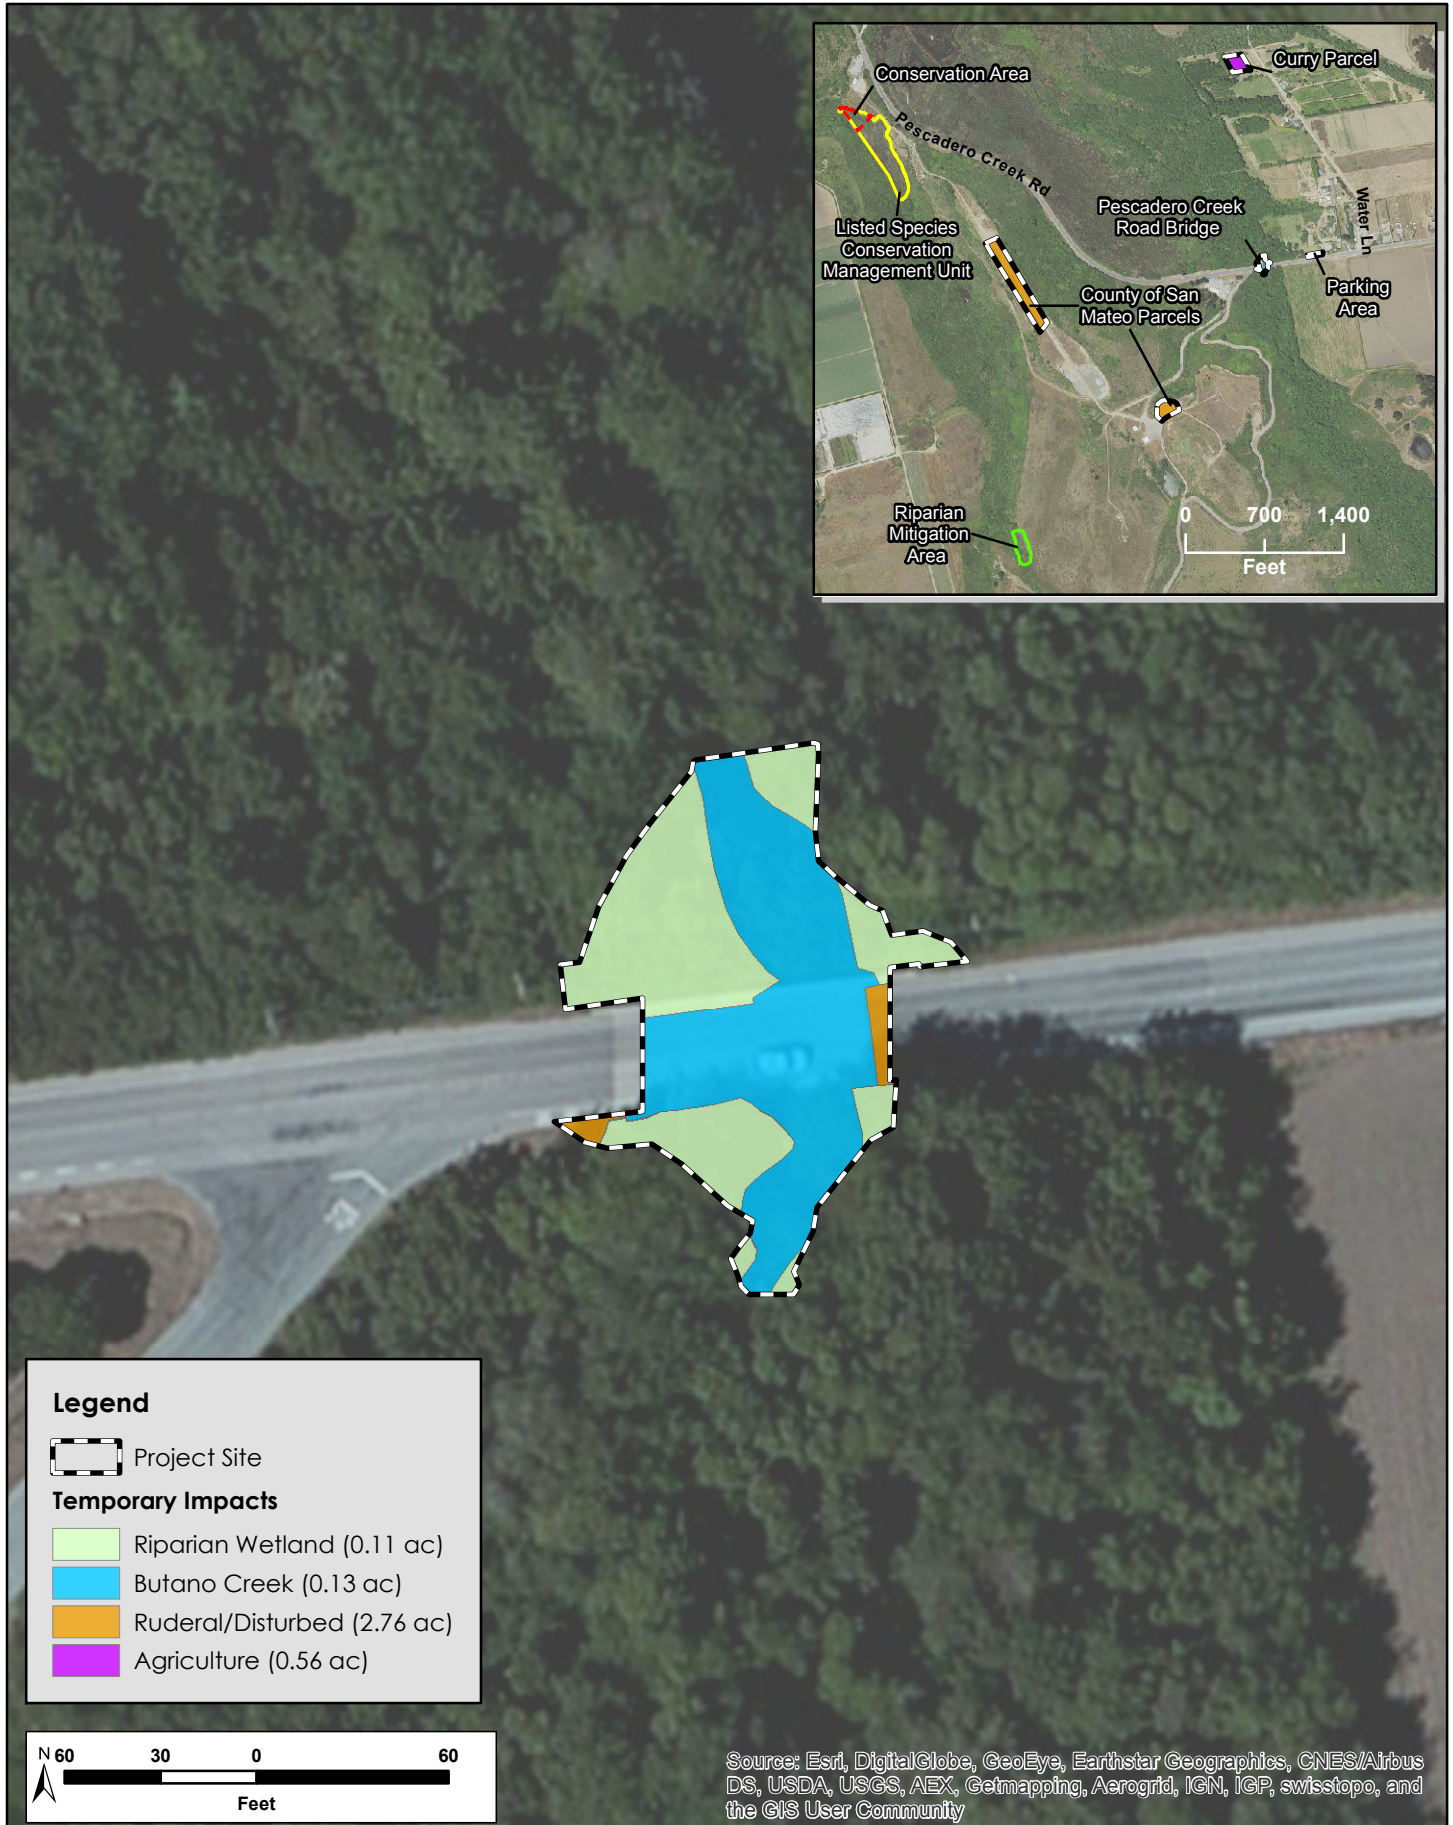 Conservation Area
Curry Parcel
Pescadero Creek Rd
Pescadero Creek
Road Bridge
Water Ln
Listed Species
Conservation
Management Unit
County of San
Mateo Parcels
Parking
Area
Riparian
Mitigation
Area
0 700 1,400
Feet
Legend
Project Site
Temporary Impacts
Riparian Wetland (0.11 ac)
Butano Creek (0.13 ac)
Ruderal/Disturbed (2.76 ac)
Agriculture (0.56 ac)
N 60 30 0 60
Feet
Source: Esri, DigitalGlobe, GeoEye, Earthstar Geographics, CNES/Airbus
DS, USDA, USGS, AEX, Getmapping, Aerogrid, IGN, IGP, swisstopo, and
the GIS User Community